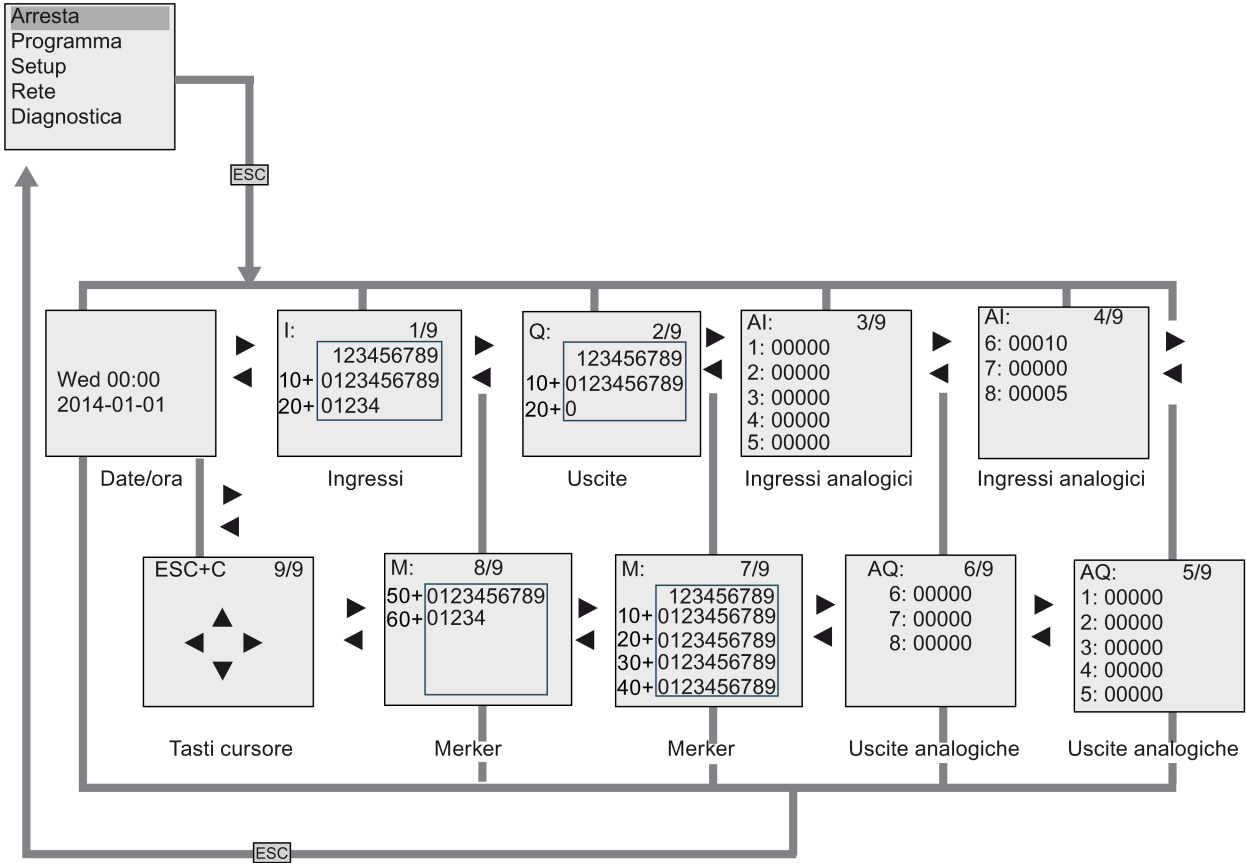 Arresta
Programma
Setup
Rete
Diagnostica
ESC
Wed 00:00
2014-01-01
Date/ora
I: 1/9
123456789
10+ 0123456789
20+ 01234
Ingressi
Q: 2/9
123456789
10+ 0123456789
20+ 0
Uscite
AI: 3/9
1: 00000
2: 00000
3: 00000
4: 00000
5: 00000
Ingressi analogici
AI: 4/9
6: 00010
7: 00000
8: 00005
Ingressi analogici
ESC+C 9/9
Tasti cursore
M: 8/9
50+ 0123456789
60+ 01234
Merker
M: 7/9
123456789
10+ 0123456789
20+ 0123456789
30+ 0123456789
40+ 0123456789
Merker
AQ: 6/9
6: 00000
7: 00000
8: 00000
Uscite analogiche
AQ: 5/9
1: 00000
2: 00000
3: 00000
4: 00000
5: 00000
Uscite analogiche
ESC